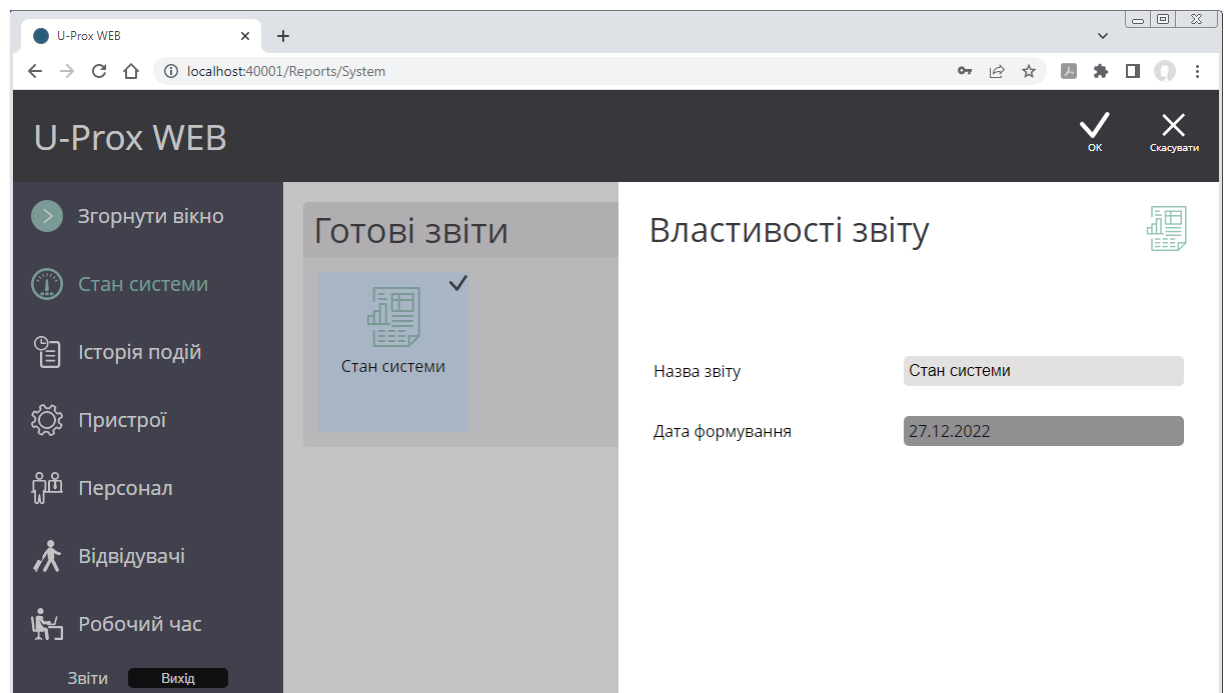 U-Prox WEB
localhost:40001/Reports/System
U-Prox WEB
ОК
Скасувати
Згорнути вікно
Стан системи
Історія подій
Пристрої
Персонал
Відвідувачі
Робочий час
Звіти
Вихід
Готові звіти
Стан системи
Властивості звіту
Назва звіту
Стан системи
Дата формування
27.12.2022